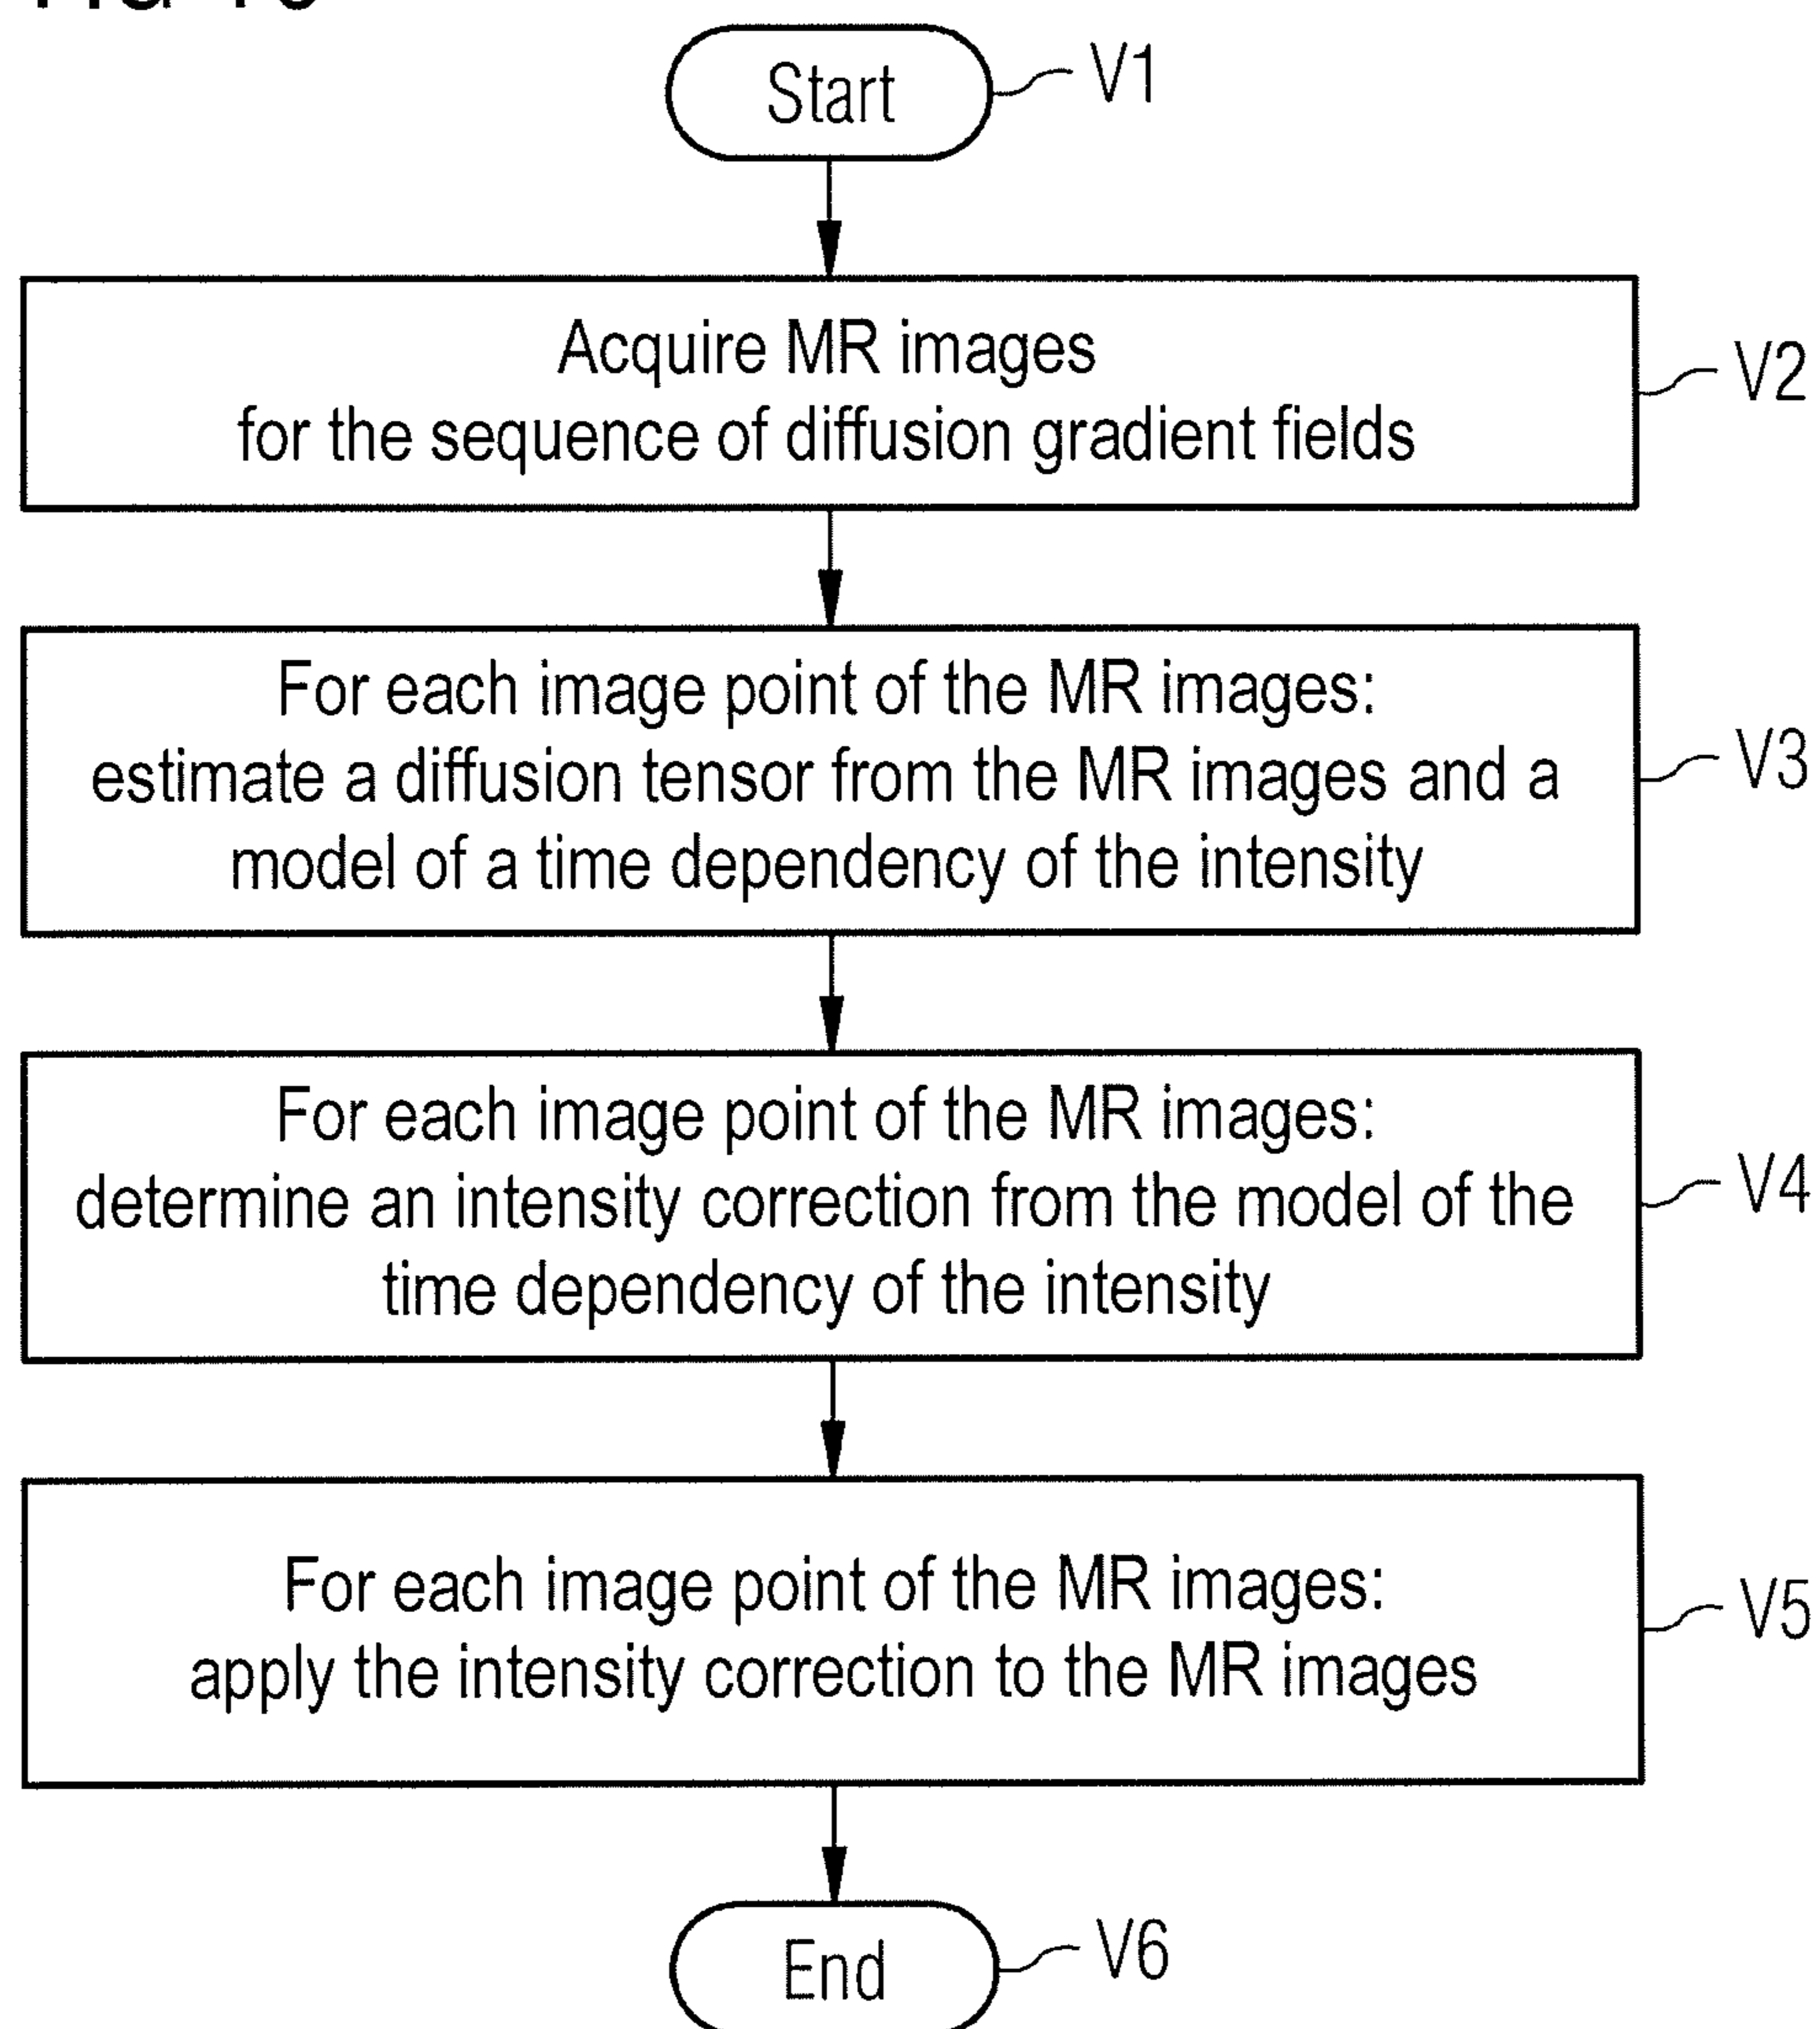 Start
V1
Acquire MR images
for the sequence of diffusion gradient fields
V2
For each image point of the MR images:
estimate a diffusion tensor from the MR images and a
model of a time dependency of the intensity
V3
For each image point of the MR images:
determine an intensity correction from the model of the
time dependency of the intensity
V4
For each image point of the MR images:
apply the intensity correction to the MR images
V5
End
V6